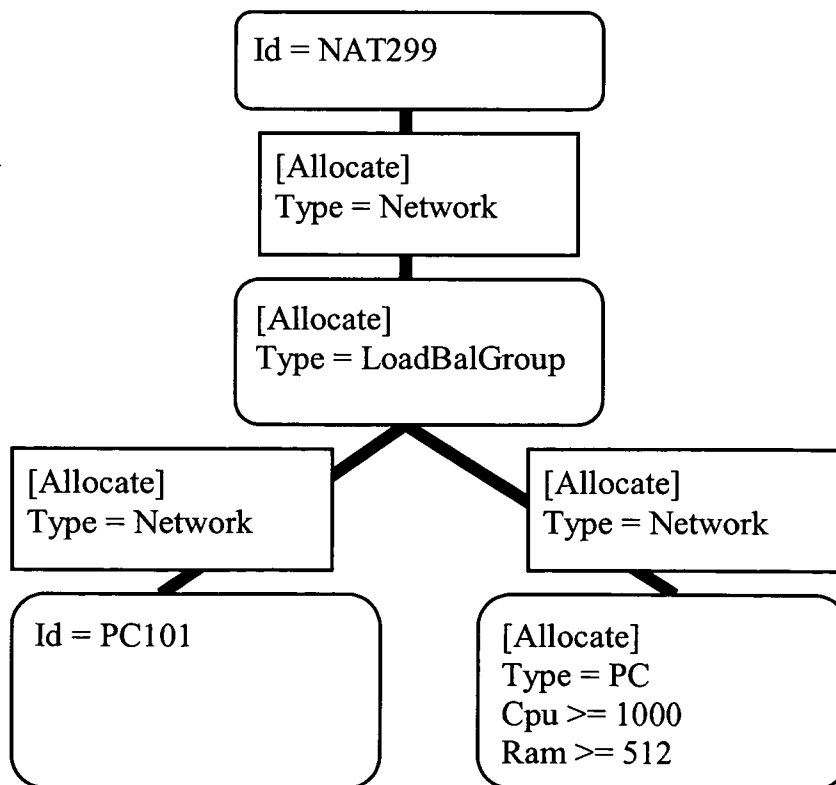 Id = NAT299
[Allocate]
Type = Network
[Allocate]
Type = LoadBalGroup
[Allocate]
Type = Network
[Allocate]
Type = Network
Id = PC101
[Allocate]
Type = PC
Cpu >= 1000
Ram >= 512